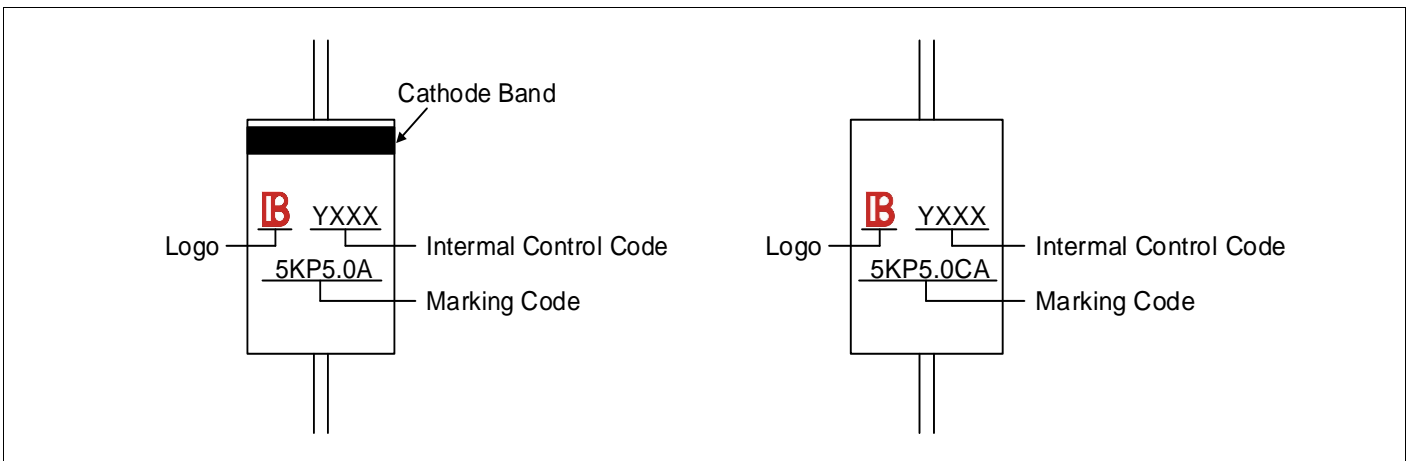 Cathode Band
B YXXX
Logo
Intermal Control Code
5KP5.0A
Marking Code
B YXXX
Logo
Intermal Control Code
5KP5.0CA
Marking Code